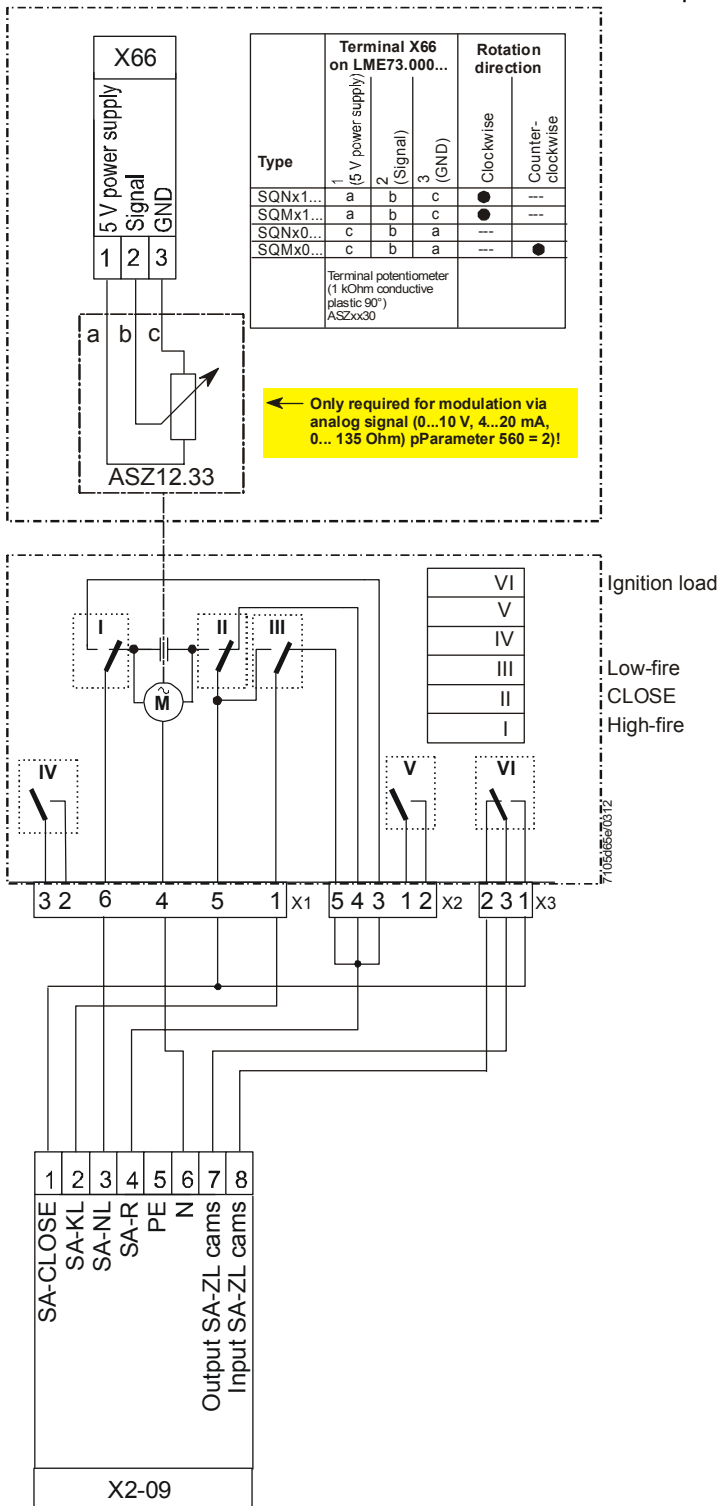 X66
5 V power supply
Signal
GND
1 2 3
a b c
ASZ12.33
Terminal X66
on LME73.000...
Rotation
direction
Type
1
(5 V power supply)
2
(Signal)
3
(GND)
Clockwise
Counter-
clockwise
SQNx1... a b c ● ---
SQMx1... a b c ● ---
SQNx0... c b a ---
SQMx0... c b a --- ●
Terminal potentiometer
(1 kOhm conductive
plastic 90°)
ASZxx30
Only required for modulation via
analog signal (0...10 V, 4...20 mA,
0... 135 Ohm) pParameter 560 = 2)!
VI Ignition load
V
IV
III Low-fire
II CLOSE
I High-fire
I II III
M
~
IV V VI
7105d65e/0312
3 2 6 4 5 1 X1 5 4 3 1 2 X2 2 3 1 X3
1 2 3 4 5 6 7 8
SA-CLOSE
SA-KL
SA-NL
SA-R
PE
N
Output SA-ZL cams
Input SA-ZL cams
X2-09